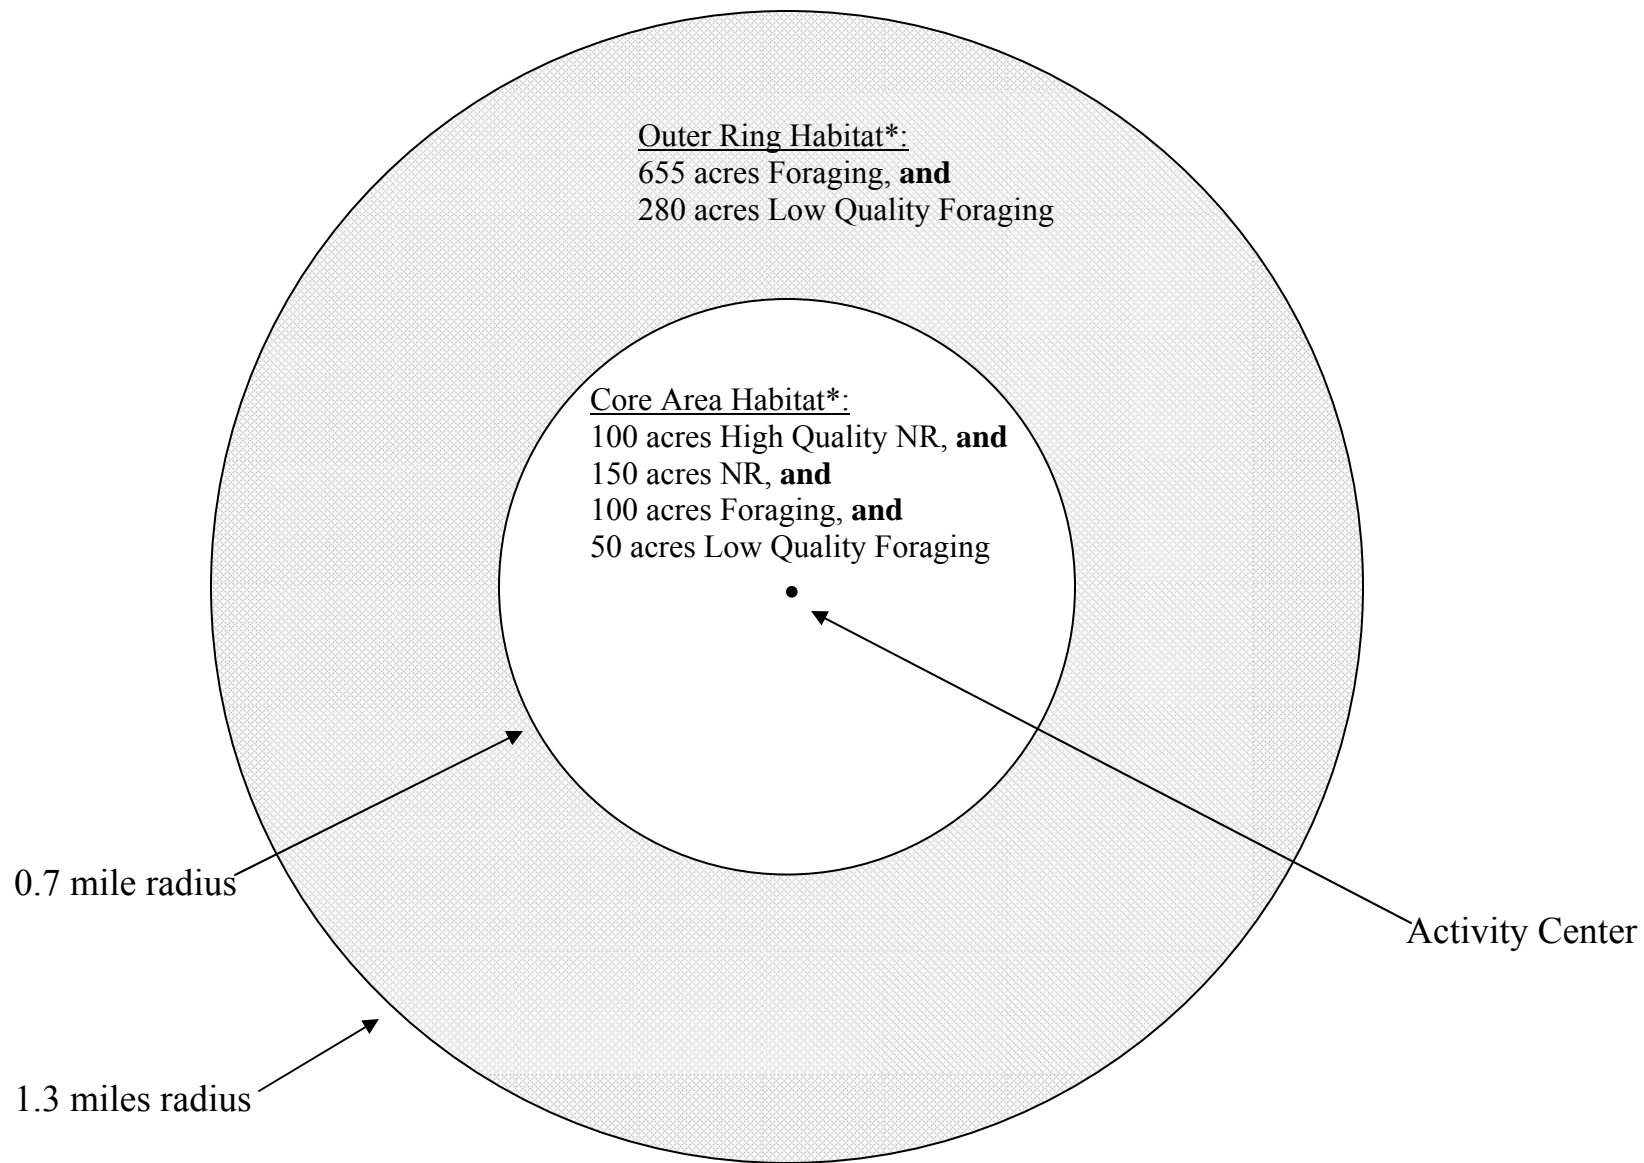 Outer Ring Habitat*:
655 acres Foraging, and
280 acres Low Quality Foraging
Core Area Habitat*:
100 acres High Quality NR, and
150 acres NR, and
100 acres Foraging, and
50 acres Low Quality Foraging
0.7 mile radius
Activity Center
1.3 miles radius